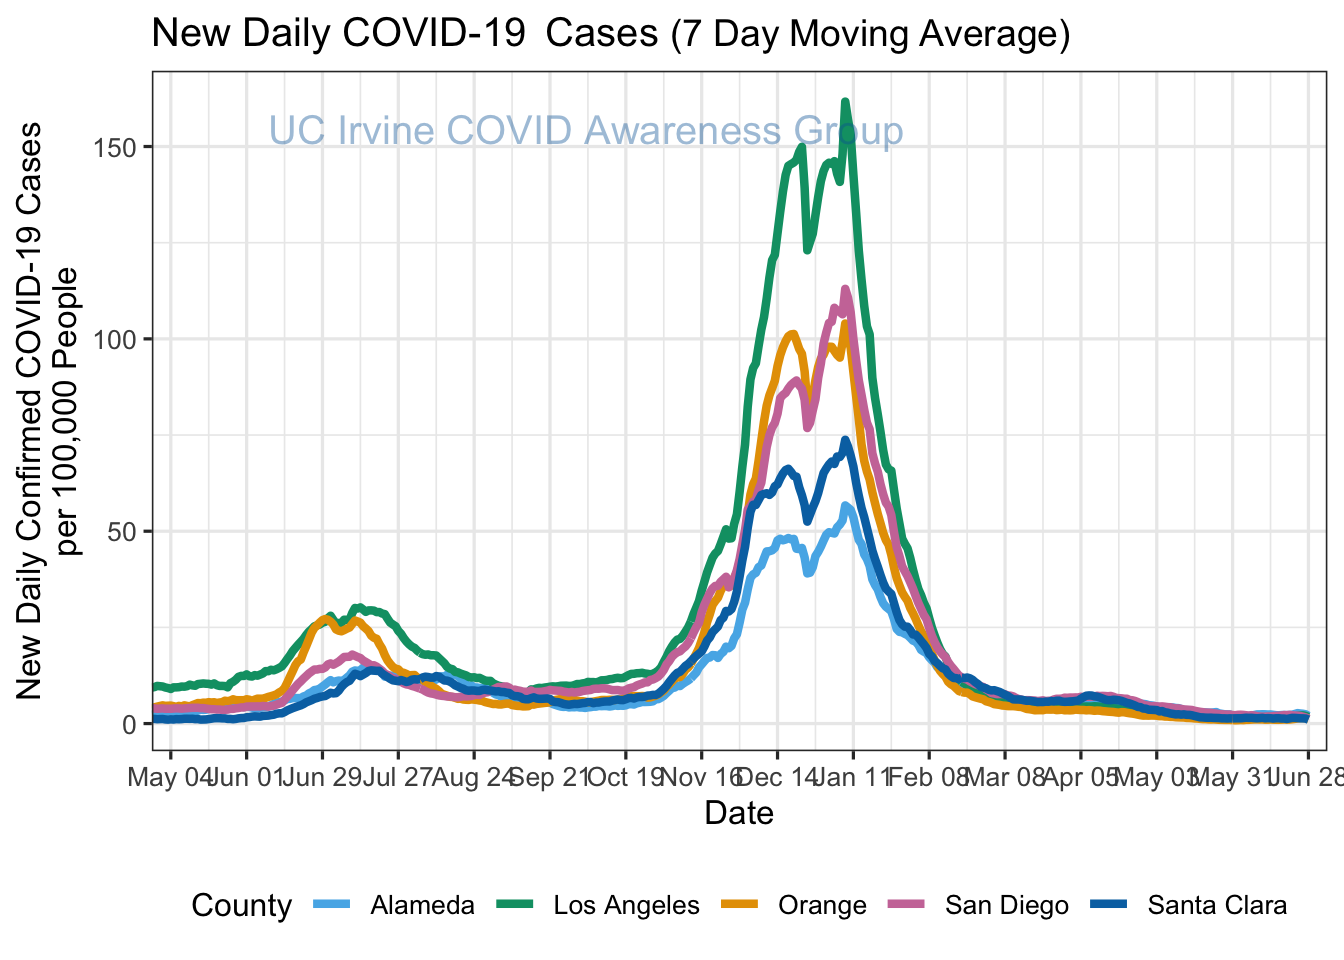 New Daily COVID-19  Cases (7 Day Moving Average)
UC Irvine COVID Awareness Group
New Daily Confirmed COVID-19 Cases
per 100,000 People
150
100
50
0
May 04 Jun 01 Jun 29 Jul 27 Aug 24 Sep 21 Oct 19 Nov 16 Dec 14 Jan 11 Feb 08 Mar 08 Apr 05 May 03 May 31 Jun 28
Date
County Alameda Los Angeles Orange San Diego Santa Clara